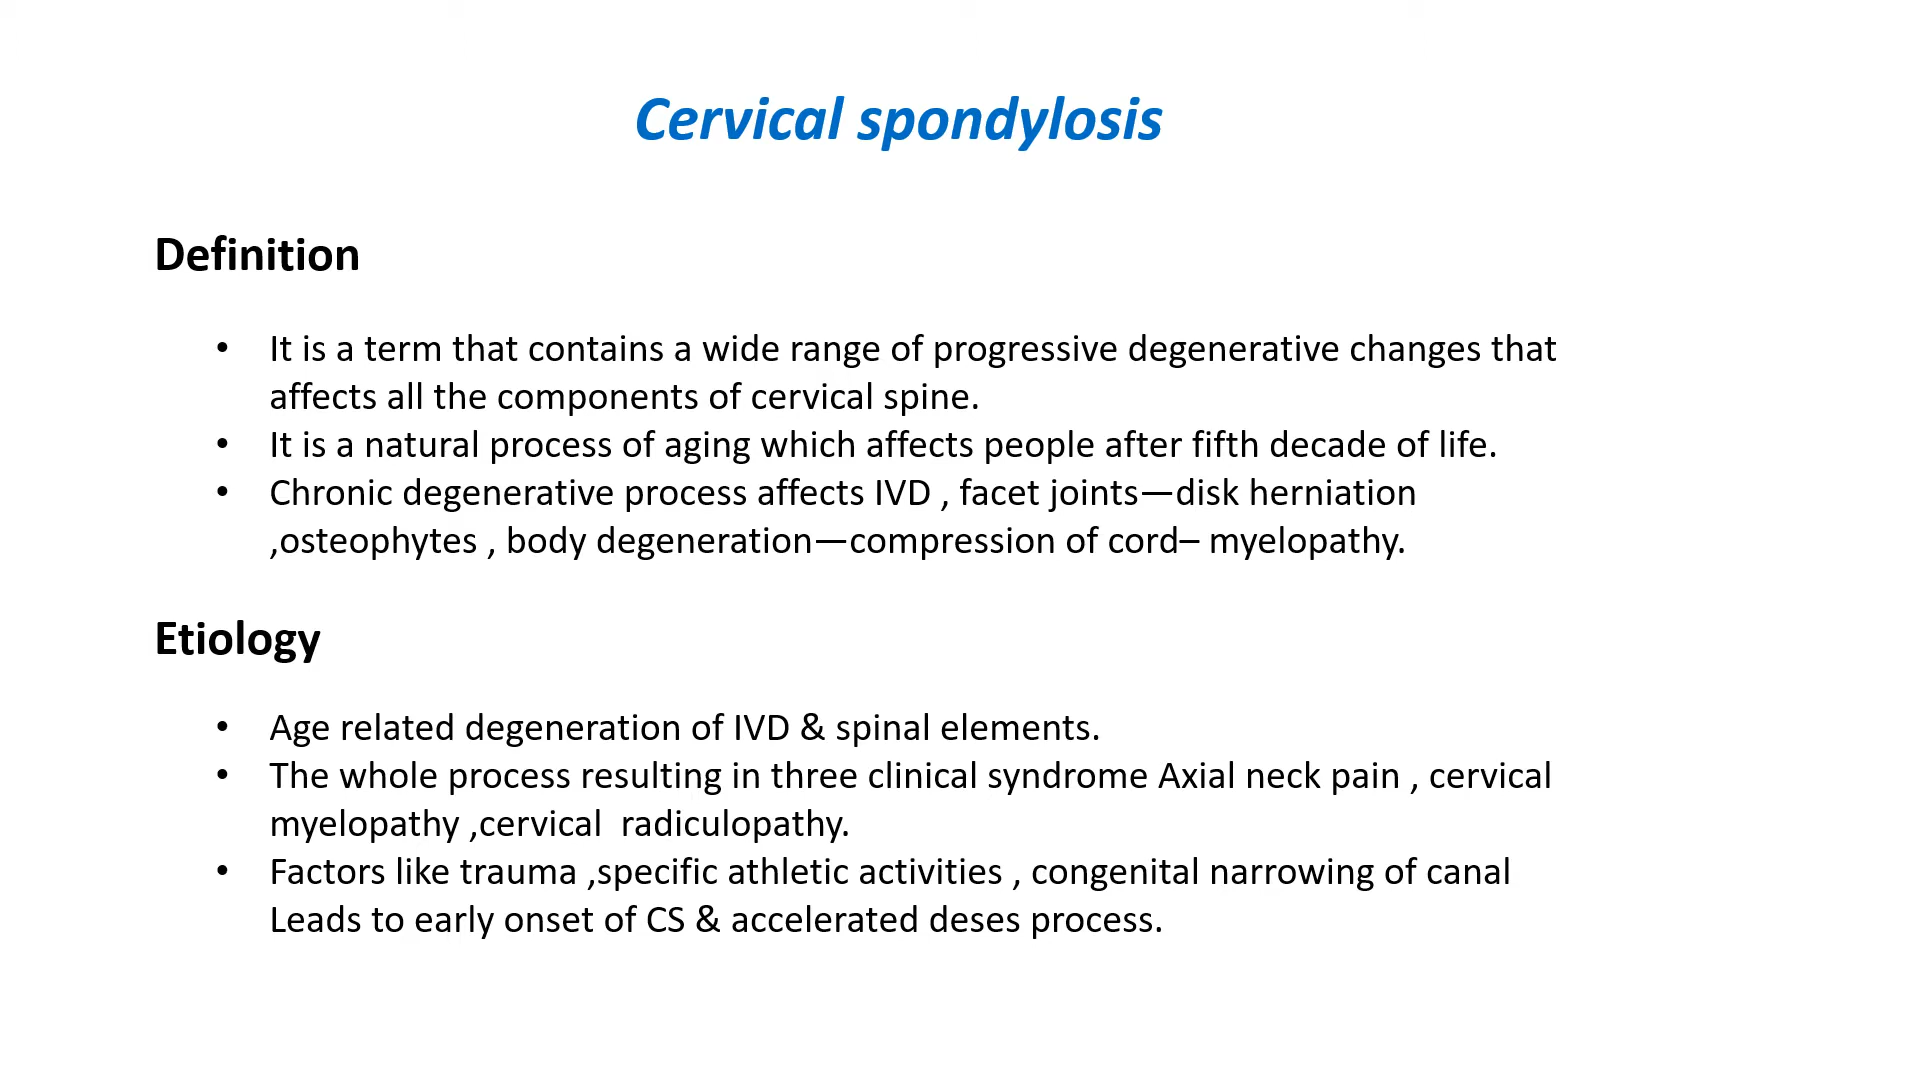 Cervical spondylosis
Definition
• It is a term that contains a wide range of progressive degenerative changes that
affects all the components of cervical spine.
• It is a natural process of aging which affects people after fifth decade of life.
• Chronic degenerative process affects IVD , facet joints—disk herniation
,osteophytes , body degeneration—compression of cord– myelopathy.
Etiology
• Age related degeneration of IVD & spinal elements.
• The whole process resulting in three clinical syndrome Axial neck pain , cervical
myelopathy ,cervical  radiculopathy.
• Factors like trauma ,specific athletic activities , congenital narrowing of canal
Leads to early onset of CS & accelerated deses process.